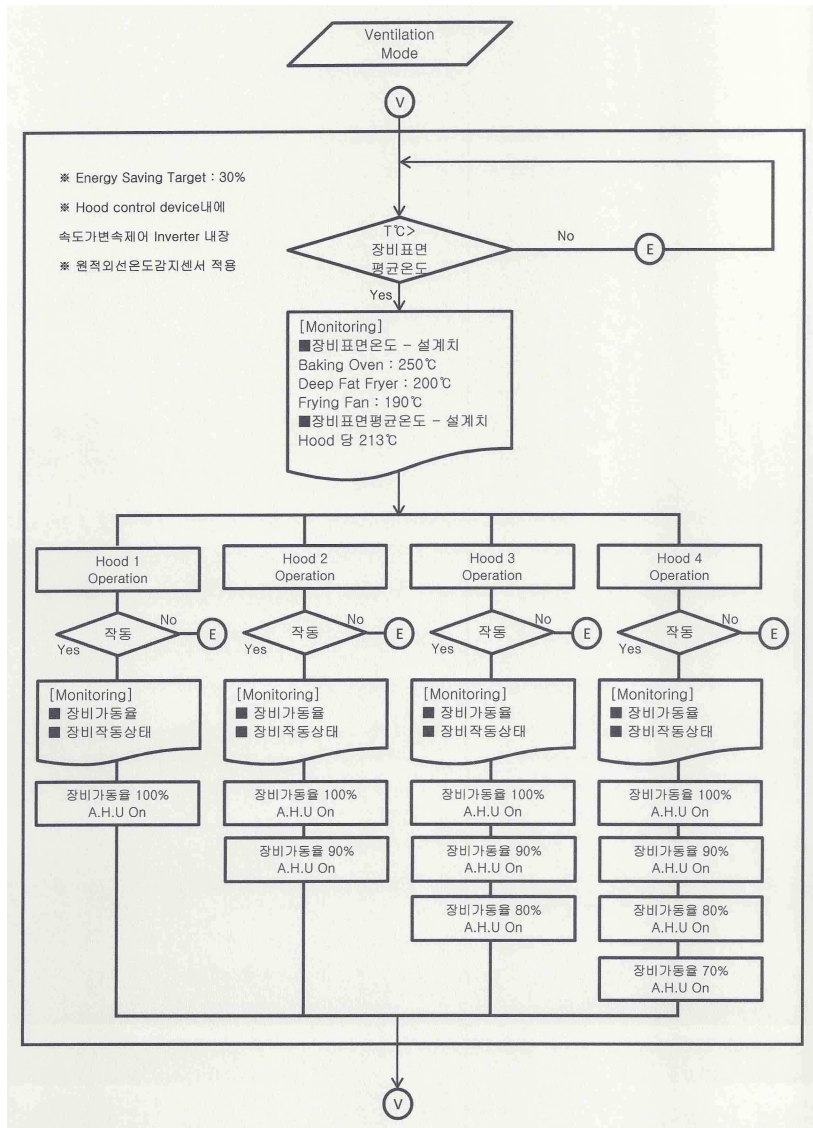 Ventilation
Mode
V
※ Energy Saving Target : 30%
※ Hood control device내에
속도가변속제어 Inverter 내장
※ 원적외선온도감지센서 적용
T℃>
장비표면
평균온도
No
E
Yes
[Monitoring]
■장비표면온도 - 설계치
Baking Oven : 250℃
Deep Fat Fryer : 200℃
Frying Fan : 190℃
■장비표면평균온도 - 설계치
Hood 당 213℃
Hood 1
Operation
작동
No
E
Yes
[Monitoring]
■ 장비가동율
■ 장비작동상태
장비가동율 100%
A.H.U On
Hood 2
Operation
작동
No
E
Yes
[Monitoring]
■ 장비가동율
■ 장비작동상태
장비가동율 100%
A.H.U On
장비가동율 90%
A.H.U On
Hood 3
Operation
작동
No
E
Yes
[Monitoring]
■ 장비가동율
■ 장비작동상태
장비가동율 100%
A.H.U On
장비가동율 90%
A.H.U On
장비가동율 80%
A.H.U On
Hood 4
Operation
작동
No
E
Yes
[Monitoring]
■ 장비가동율
■ 장비작동상태
장비가동율 100%
A.H.U On
장비가동율 90%
A.H.U On
장비가동율 80%
A.H.U On
장비가동율 70%
A.H.U On
V